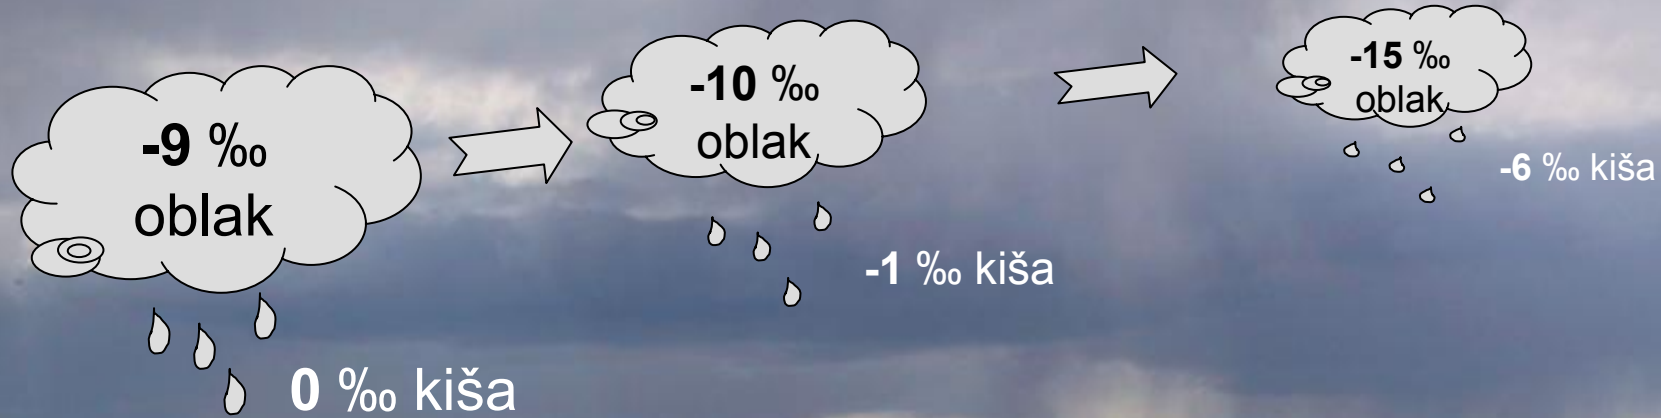 -9 ‰
oblak
0 ‰ kiša
-10 ‰
oblak
-1 ‰ kiša
-15 ‰
oblak
-6 ‰ kiša